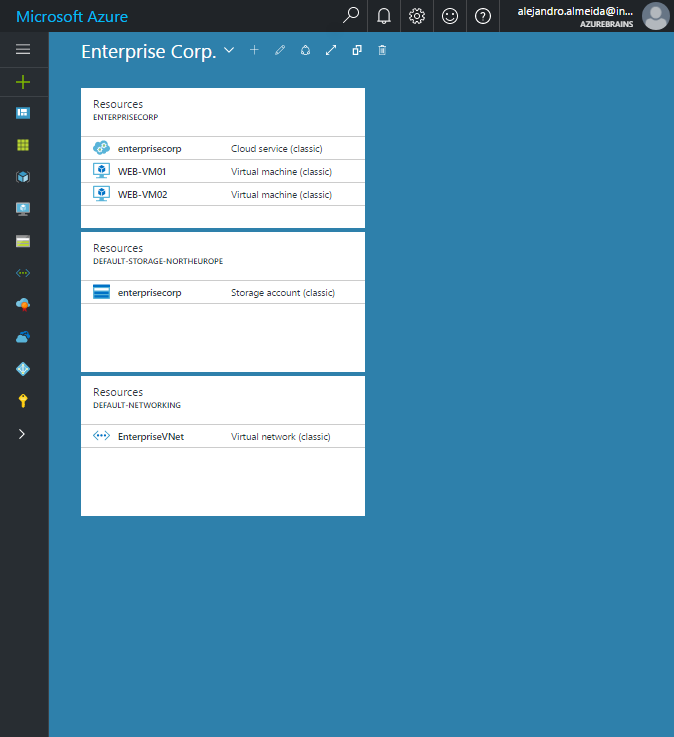 Microsoft Azure
alejandro.almeida@in...
AZUREBRAINS
Enterprise Corp.
Resources
ENTERPRISECORP
enterprisecorp Cloud service (classic)
WEB-VM01 Virtual machine (classic)
WEB-VM02 Virtual machine (classic)
Resources
DEFAULT-STORAGE-NORTHEUROPE
enterprisecorp Storage account (classic)
Resources
DEFAULT-NETWORKING
EnterpriseVNet Virtual network (classic)